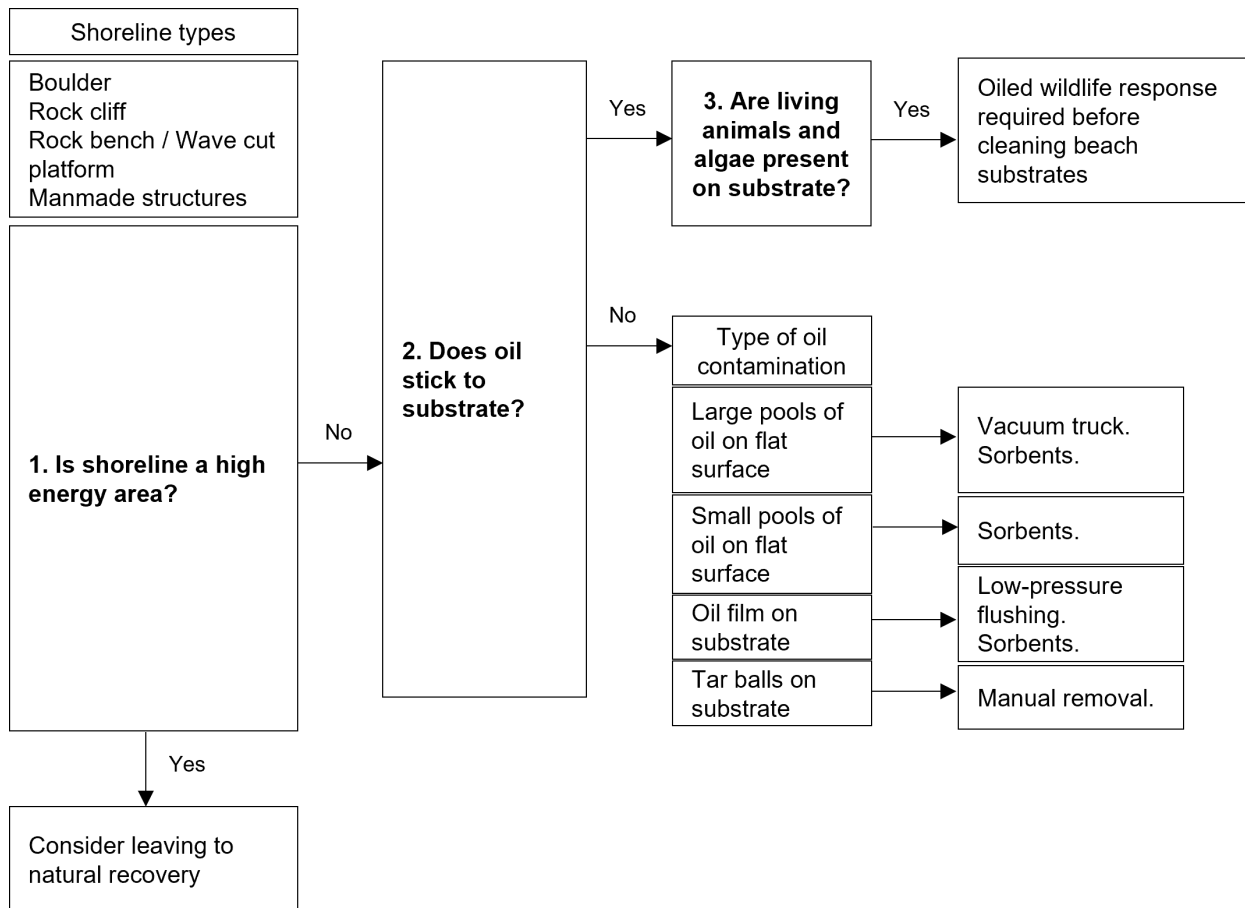 Shoreline types
Boulder
Rock cliff
Rock bench / Wave cut
platform
Manmade structures
1. Is shoreline a high
energy area?
Yes
Consider leaving to
natural recovery
No
2. Does oil
stick to
substrate?
Yes
3. Are living
animals and
algae present
on substrate?
Yes
Oiled wildlife response
required before
cleaning beach
substrates
No
Type of oil
contamination
Large pools of
oil on flat
surface
Vacuum truck.
Sorbents.
Small pools of
oil on flat
surface
Sorbents.
Oil film on
substrate
Low-pressure
flushing.
Sorbents.
Tar balls on
substrate
Manual removal.